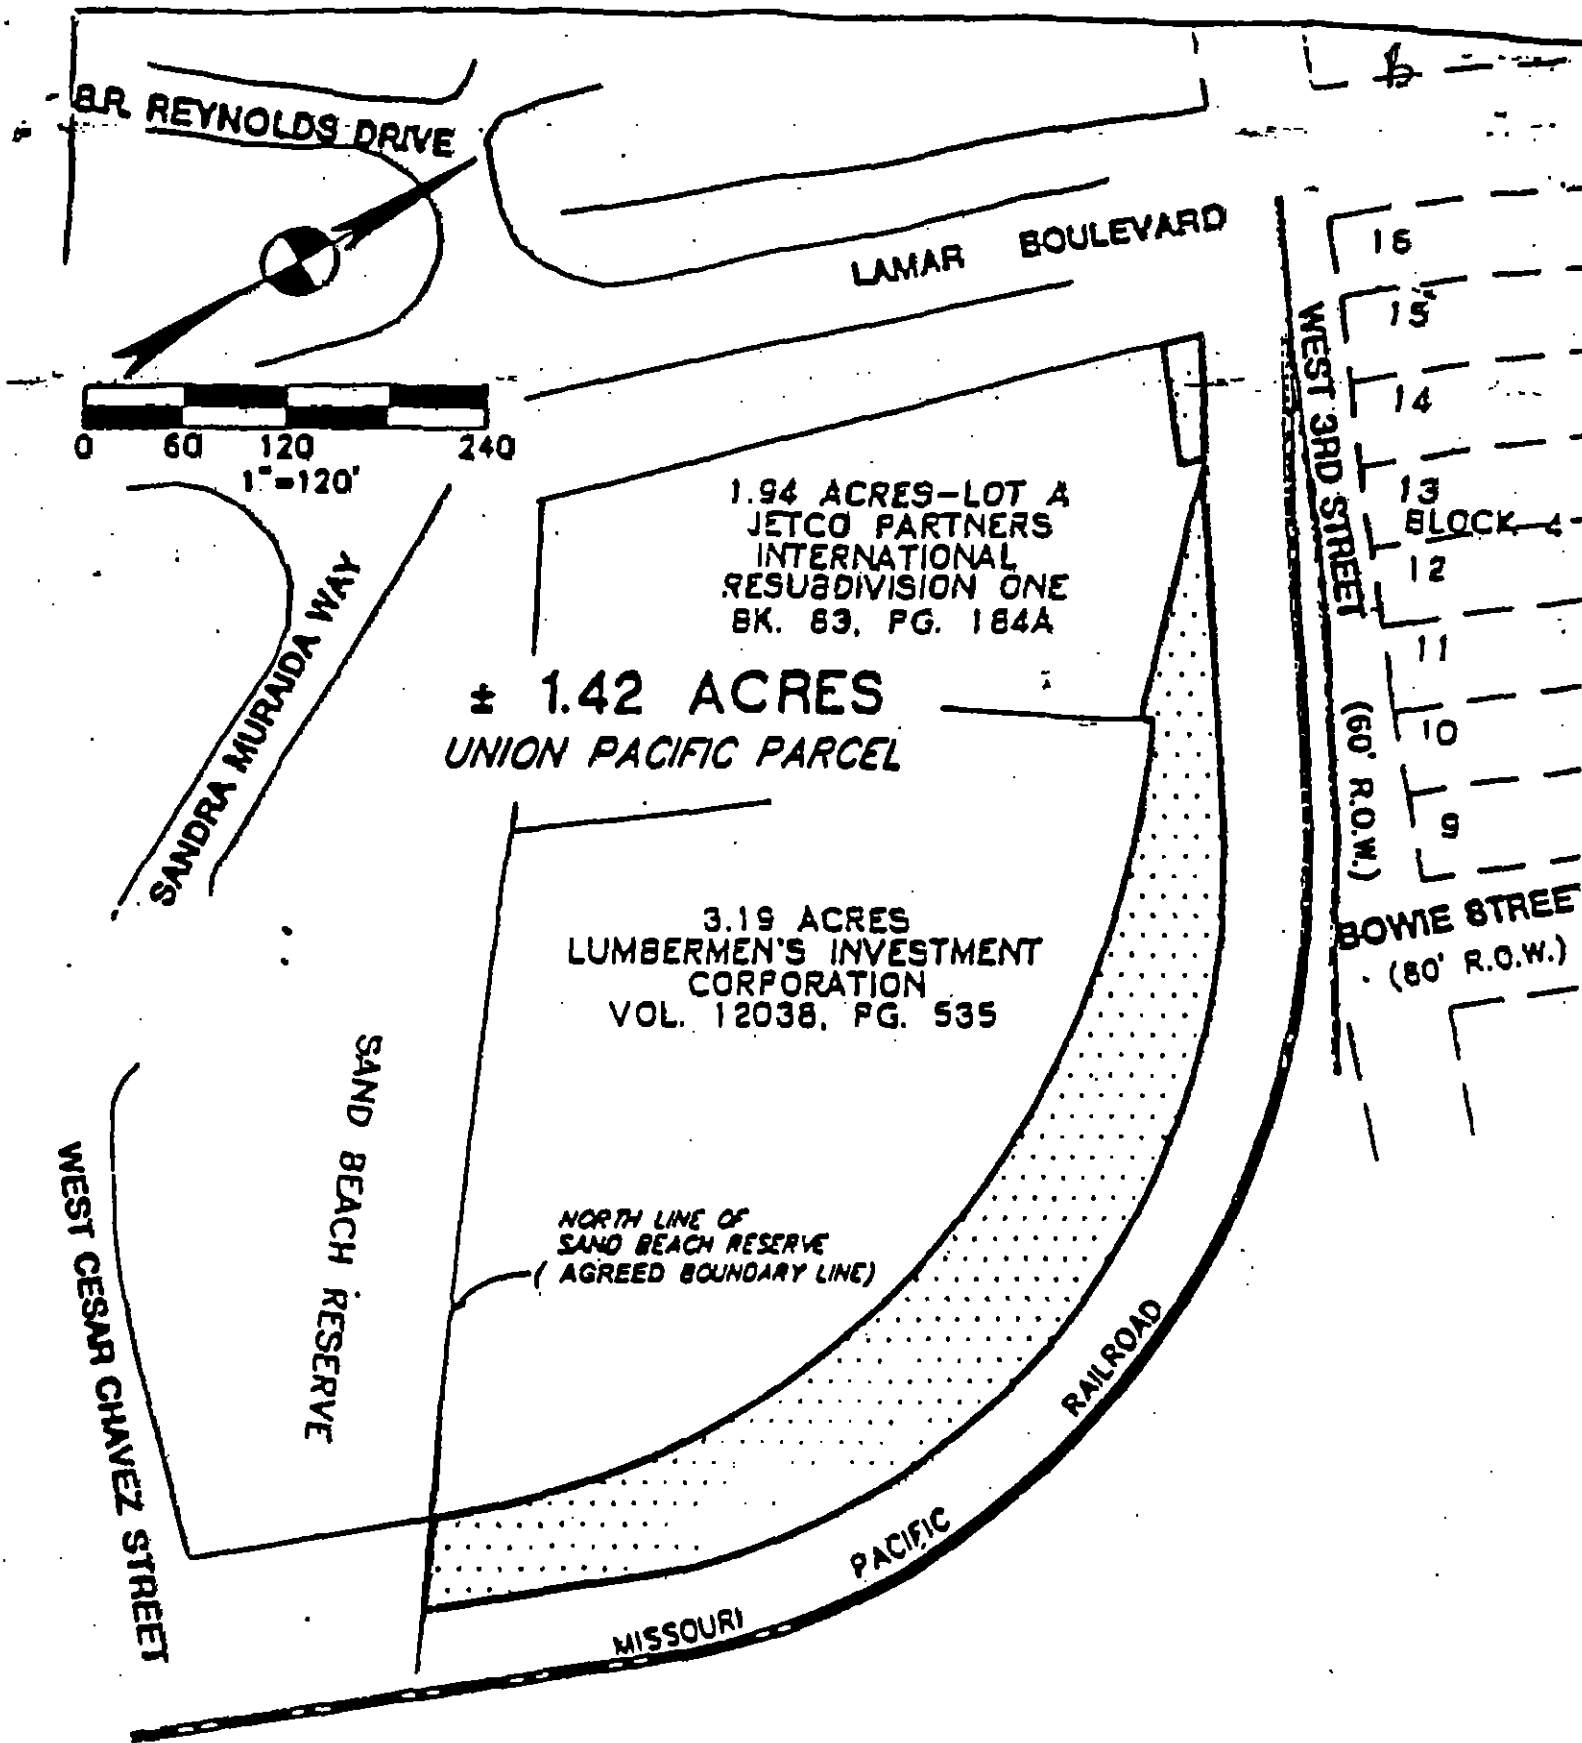 B.R. REYNOLDS DRIVE
LAMAR BOULEVARD
0 60 120 240
1"=120'
WEST 3RD STREET
(60' R.O.W.)
16
15
14
13
BLOCK 4
12
11
10
9
1.94 ACRES-LOT A
JETCO PARTNERS
INTERNATIONAL
RESUBDIVISION ONE
BK. 83, PG. 184A
± 1.42 ACRES
UNION PACIFIC PARCEL
SANDRA MURAIDA WAY
BOWIE STREE
(80' R.O.W.)
3.19 ACRES
LUMBERMEN'S INVESTMENT
CORPORATION
VOL. 12038, PG. 535
SAND BEACH RESERVE
WEST CESAR CHAVEZ STREET
NORTH LINE OF
SAND BEACH RESERVE
( AGREED BOUNDARY LINE)
MISSOURI PACIFIC RAILROAD